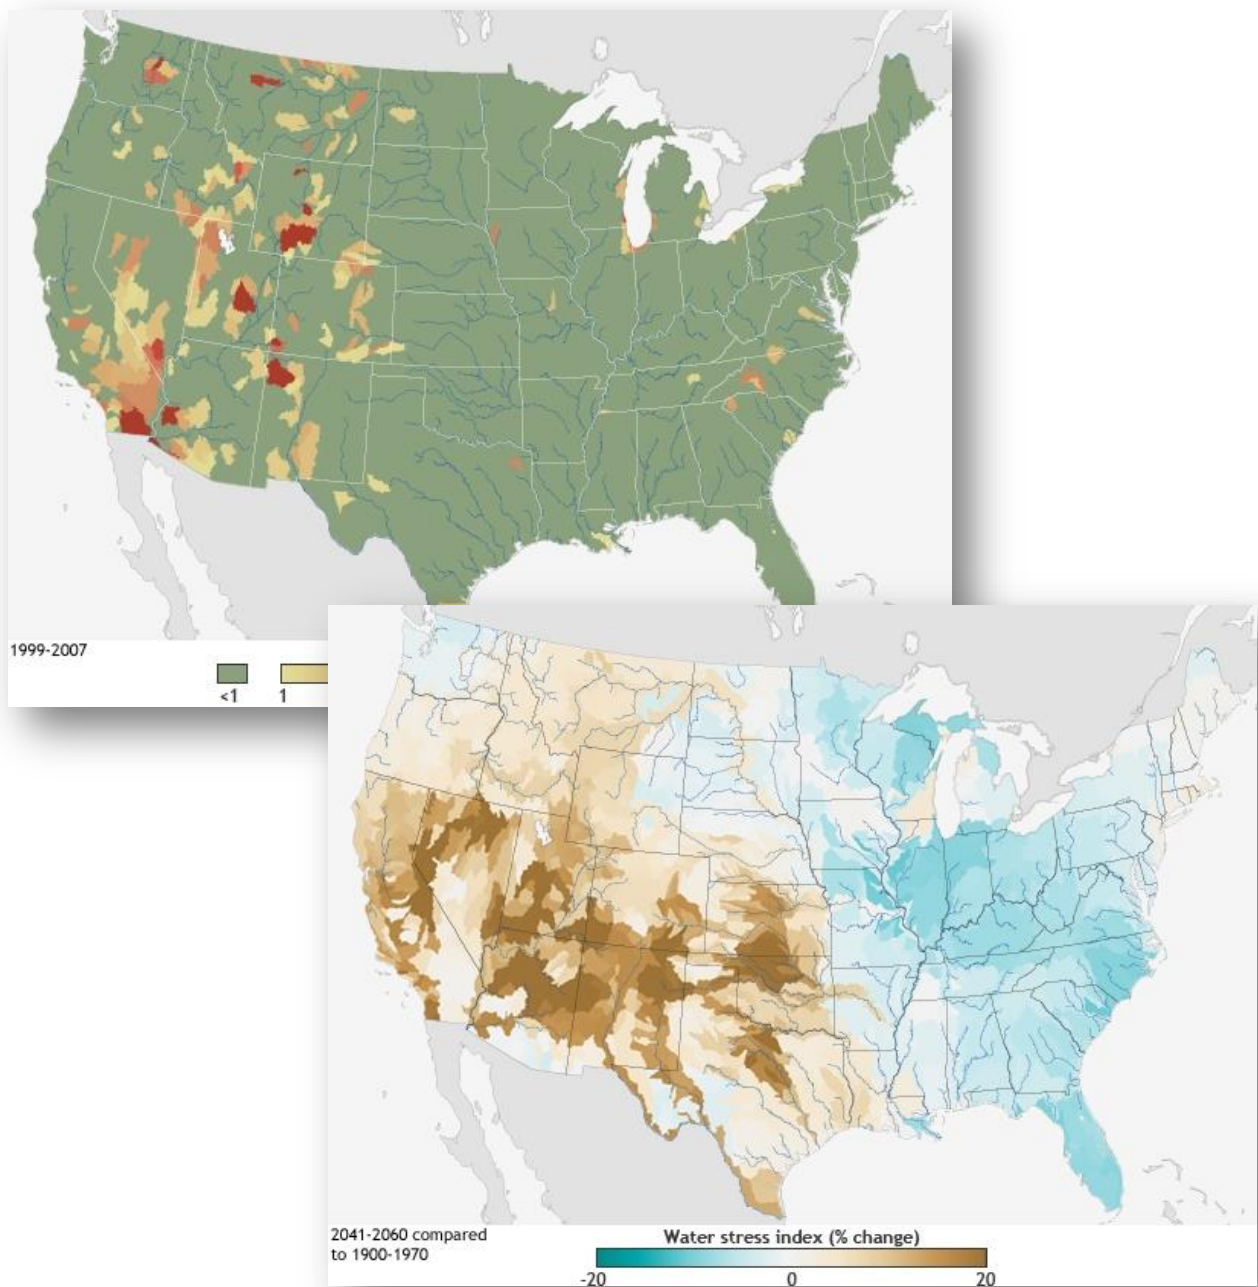 1999-2007
<1
1
2041-2060 compared
to 1900-1970
Water stress index (% change)
-20
0
20